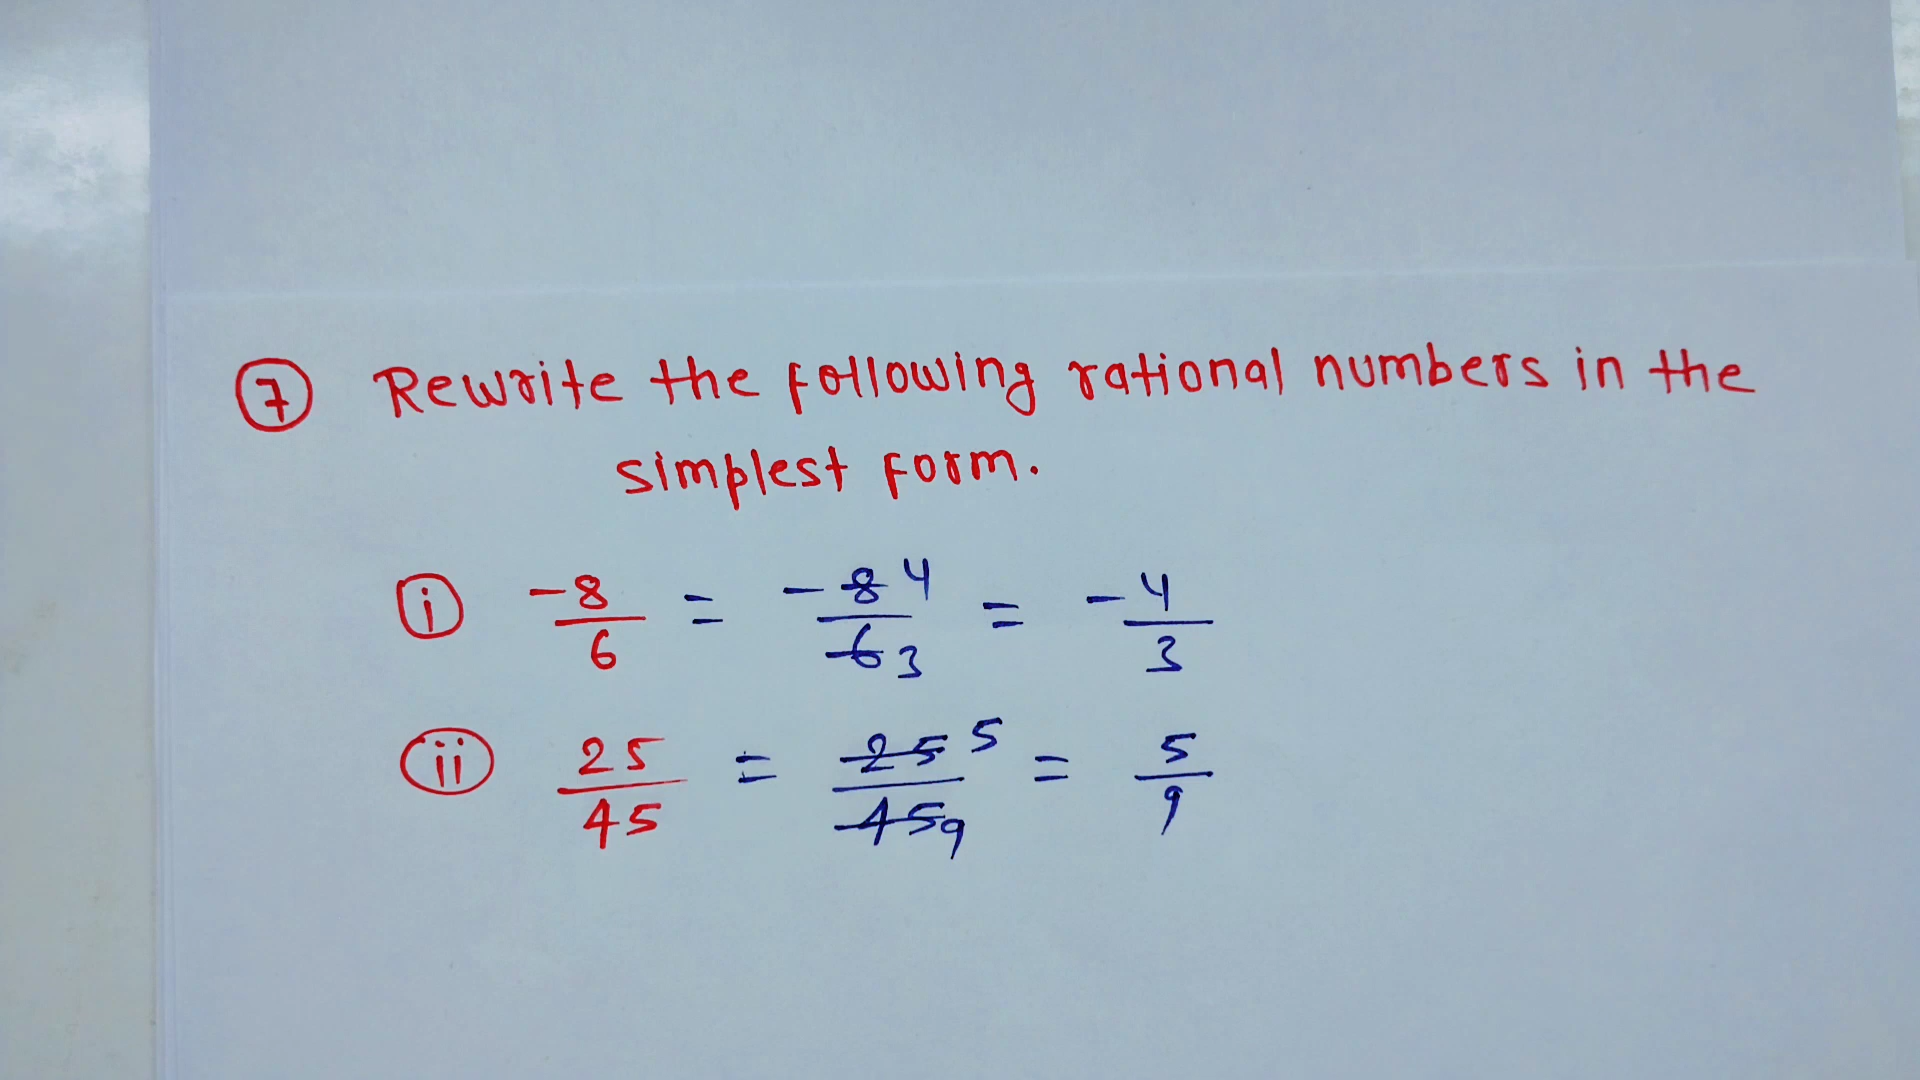 7 Rewrite the following rational numbers in the
simplest form.
i -8/6 = -8 4/6 3 = -4/3
ii 25/45 = 25 5/45 9 = 5/9